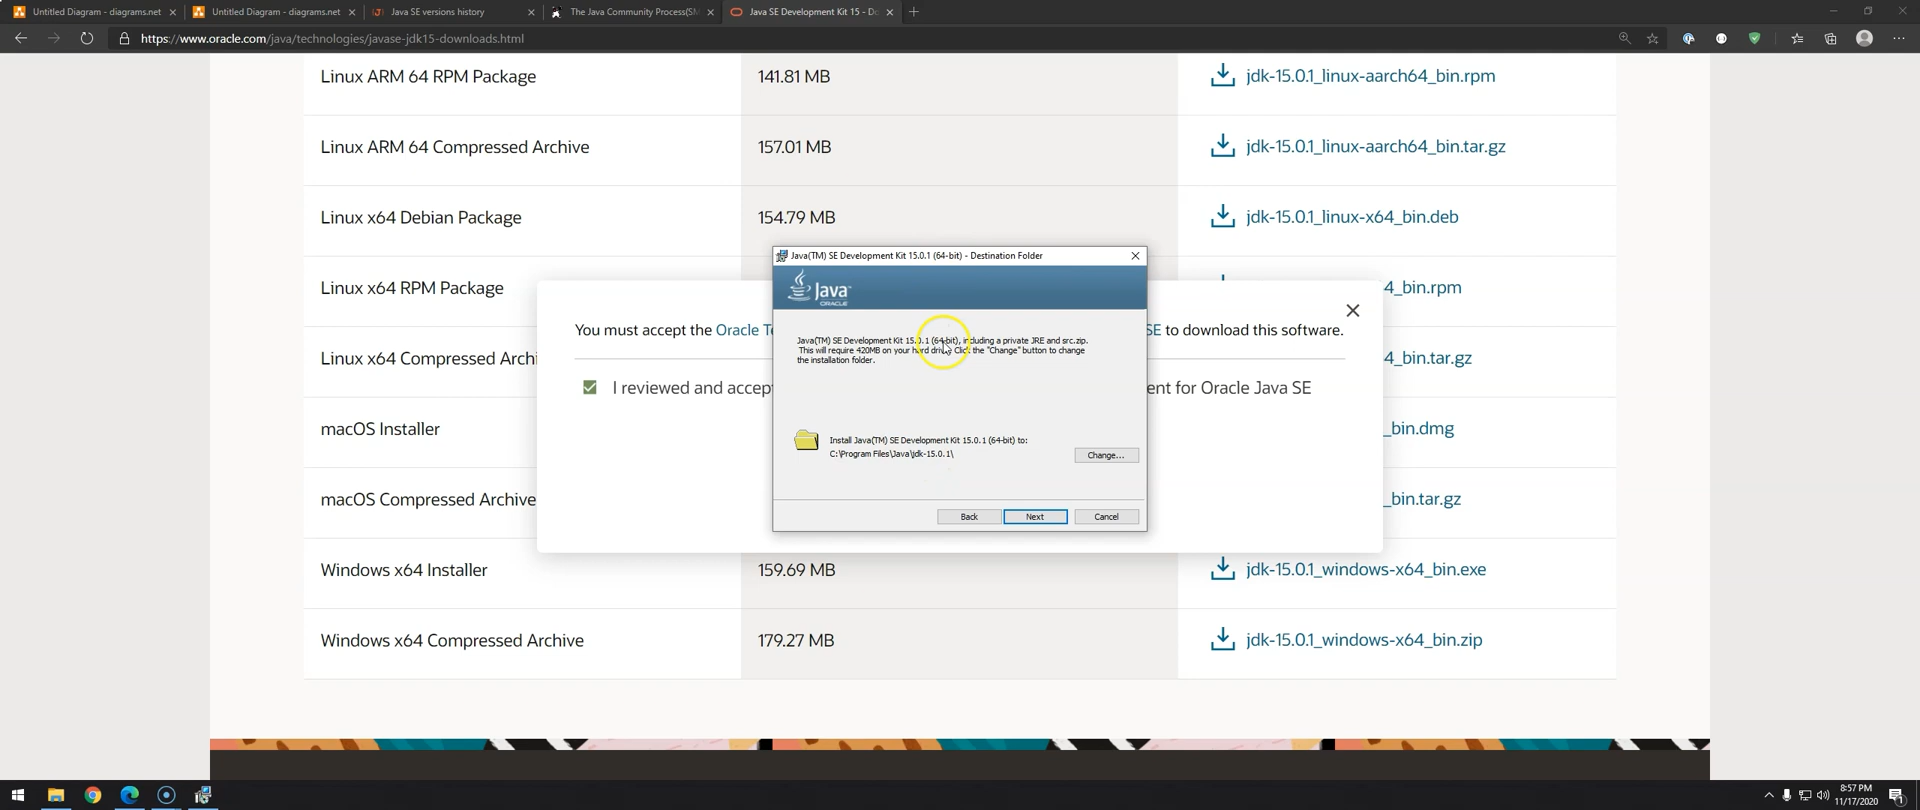 Untitled Diagram - diagrams.net
Untitled Diagram - diagrams.net
Java SE versions history
The Java Community Process(SM
Java SE Development Kit 15 - Do
https://www.oracle.com/java/technologies/javase-jdk15-downloads.html
Linux ARM 64 RPM Package
141.81 MB
jdk-15.0.1_linux-aarch64_bin.rpm
Linux ARM 64 Compressed Archive
157.01 MB
jdk-15.0.1_linux-aarch64_bin.tar.gz
Linux x64 Debian Package
154.79 MB
jdk-15.0.1_linux-x64_bin.deb
Linux x64 RPM Package
4_bin.rpm
Linux x64 Compressed Archi
_bin.tar.gz
macOS Installer
_bin.dmg
macOS Compressed Archive
_bin.tar.gz
Windows x64 Installer
159.69 MB
jdk-15.0.1_windows-x64_bin.exe
Windows x64 Compressed Archive
179.27 MB
jdk-15.0.1_windows-x64_bin.zip
You must accept the Oracle Te
SE to download this software.
I reviewed and accep
ent for Oracle Java SE
Java(TM) SE Development Kit 15.0.1 (64-bit) - Destination Folder
Java
ORACLE
Java(TM) SE Development Kit 15.0.1 (64-bit), including a private JRE and src.zip.
This will require 420MB on your hard drive. Click the "Change" button to change
the installation folder.
Install Java(TM) SE Development Kit 15.0.1 (64-bit) to:
C:\Program Files\Java\jdk-15.0.1\
Change...
Back
Next
Cancel
8:57 PM
11/17/2020
1